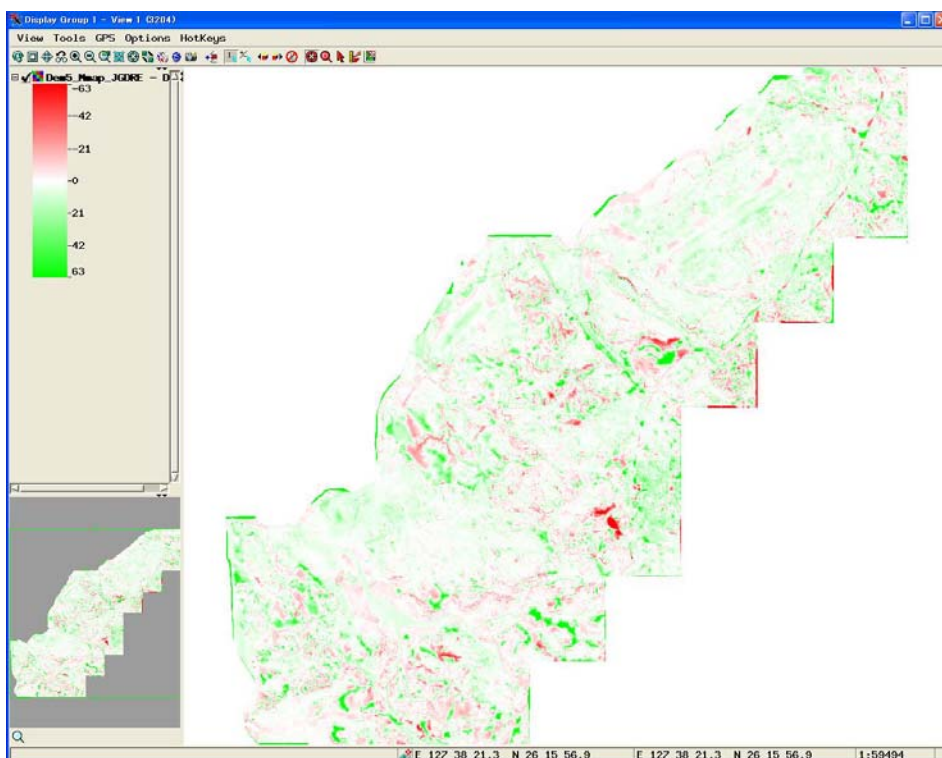 Display Group 1 - View 1 (3204)
View Tools GPS Options HotKeys
Dem5_Mmap_JGDRE - D
-63
-42
-21
-0
-21
-42
63
E 127 38 21.3 N 26 15 56.9
E 127 38 21.3 N 26 15 56.9
1:59494